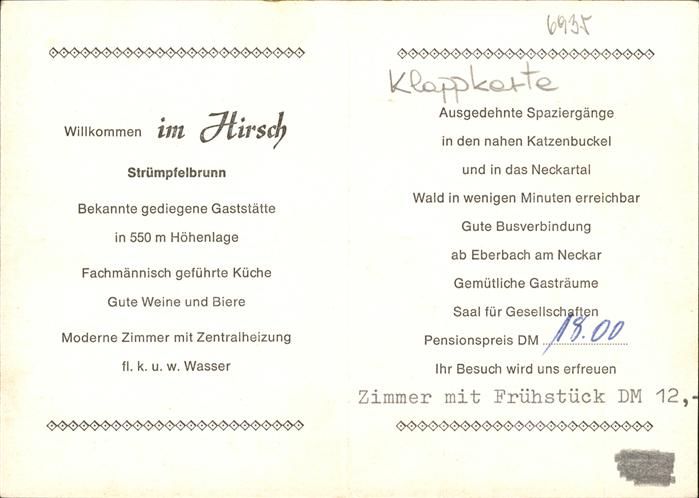 Willkommen im Hirsch
Strümpfelbrunn
Bekannte gediegene Gaststätte
in 550 m Höhenlage
Fachmännisch geführte Küche
Gute Weine und Biere
Moderne Zimmer mit Zentralheizung
fl. k. u. w. Wasser
6935
Klappkarte
Ausgedehnte Spaziergänge
in den nahen Katzenbuckel
und in das Neckartal
Wald in wenigen Minuten erreichbar
Gute Busverbindung
ab Eberbach am Neckar
Gemütliche Gasträume
Saal für Gesellschaften
Pensionspreis DM 18.00
Ihr Besuch wird uns erfreuen
Zimmer mit Frühstück DM 12,-